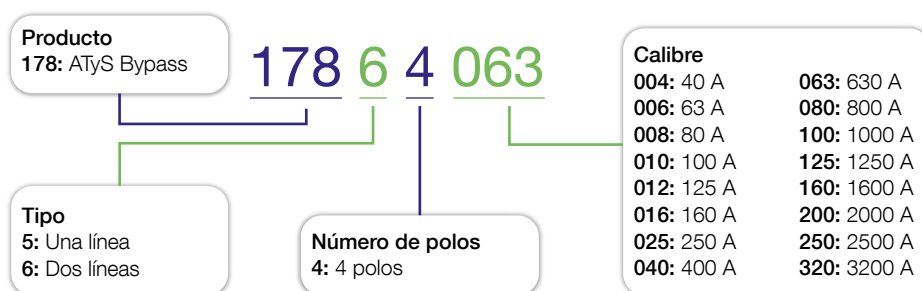 Producto
178: ATyS Bypass
178 6 4 063
Tipo
5: Una línea
6: Dos líneas
Número de polos
4: 4 polos
Calibre
004: 40 A
006: 63 A
008: 80 A
010: 100 A
012: 125 A
016: 160 A
025: 250 A
040: 400 A
063: 630 A
080: 800 A
100: 1000 A
125: 1250 A
160: 1600 A
200: 2000 A
250: 2500 A
320: 3200 A